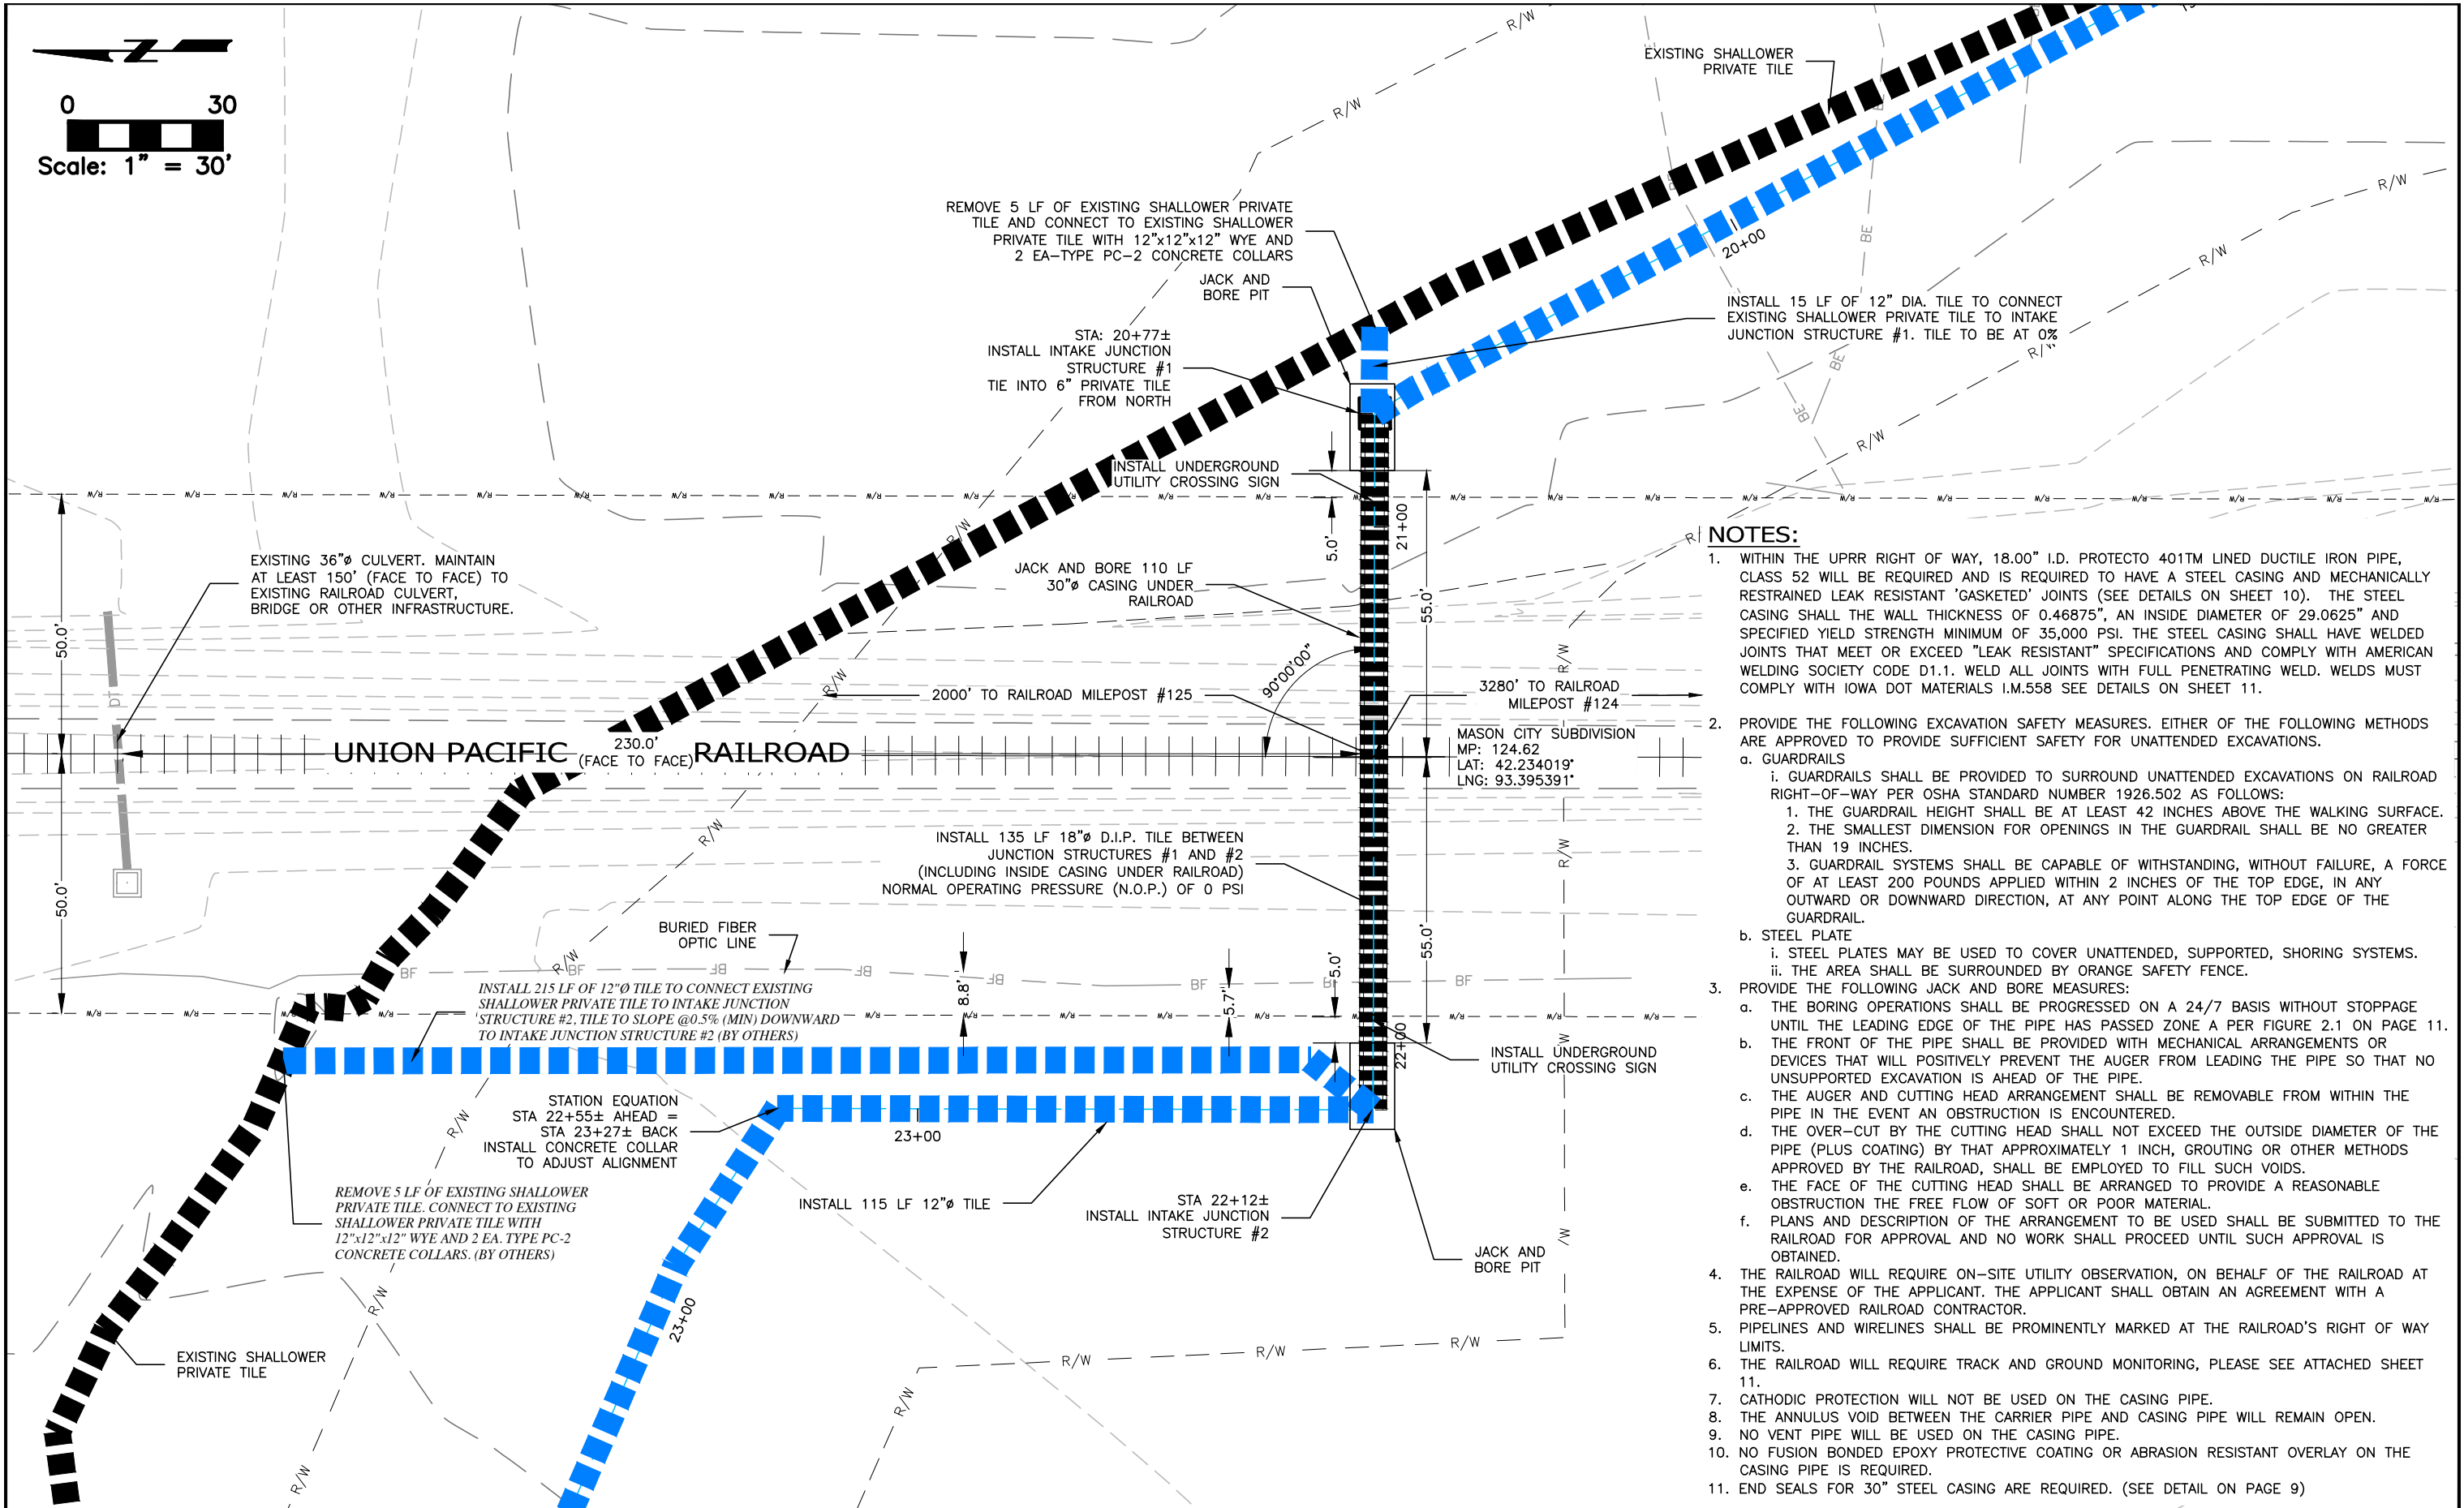 0 30
Scale: 1" = 30'
R/W
EXISTING SHALLOWER
PRIVATE TILE
R/W
BE
R/W
REMOVE 5 LF OF EXISTING SHALLOWER PRIVATE
TILE AND CONNECT TO EXISTING SHALLOWER
PRIVATE TILE WITH 12"x12"x12" WYE AND
2 EA-TYPE PC-2 CONCRETE COLLARS
20+00
BE
R/W
JACK AND
BORE PIT
INSTALL 15 LF OF 12" DIA. TILE TO CONNECT
EXISTING SHALLOWER PRIVATE TILE TO INTAKE
JUNCTION STRUCTURE #1. TILE TO BE AT 0%
STA: 20+77±
INSTALL INTAKE JUNCTION
STRUCTURE #1
TIE INTO 6" PRIVATE TILE
FROM NORTH
BE
BE
R/W
INSTALL UNDERGROUND
UTILITY CROSSING SIGN
R/W R/W R/W R/W R/W R/W R/W R/W R/W R/W R/W R/W R/W R/W R/W R/W R/W R/W R/W
5.0'
21+00
R/W
EXISTING 36"ø CULVERT. MAINTAIN
AT LEAST 150' (FACE TO FACE) TO
EXISTING RAILROAD CULVERT,
BRIDGE OR OTHER INFRASTRUCTURE.
JACK AND BORE 110 LF
30"ø CASING UNDER
RAILROAD
55.0'
50.0'
90°00'00"
R/W
R/W
DT
2000' TO RAILROAD MILEPOST #125
3280' TO RAILROAD
MILEPOST #124
UNION PACIFIC 230.0' (FACE TO FACE) RAILROAD
MASON CITY SUBDIVISION
MP: 124.62
LAT: 42.234019°
LNG: 93.395391°
R/W
R/W
INSTALL 135 LF 18"ø D.I.P. TILE BETWEEN
JUNCTION STRUCTURES #1 AND #2
(INCLUDING INSIDE CASING UNDER RAILROAD)
NORMAL OPERATING PRESSURE (N.O.P.) OF 0 PSI
50.0'
55.0'
BURIED FIBER
OPTIC LINE
R/W
BF BF BF BF BF BF BF BF
8.8'
5.7'
5.0'
INSTALL 215 LF OF 12"Ø TILE TO CONNECT EXISTING
SHALLOWER PRIVATE TILE TO INTAKE JUNCTION
STRUCTURE #2, TILE TO SLOPE @0.5% (MIN) DOWNWARD
TO INTAKE JUNCTION STRUCTURE #2 (BY OTHERS)
22+00
INSTALL UNDERGROUND
UTILITY CROSSING SIGN
STATION EQUATION
STA 22+55± AHEAD =
STA 23+27± BACK
INSTALL CONCRETE COLLAR
TO ADJUST ALIGNMENT
R/W
23+00
REMOVE 5 LF OF EXISTING SHALLOWER
PRIVATE TILE. CONNECT TO EXISTING
SHALLOWER PRIVATE TILE WITH
12"x12"x12" WYE AND 2 EA. TYPE PC-2
CONCRETE COLLARS. (BY OTHERS)
INSTALL 115 LF 12"ø TILE
STA 22+12±
INSTALL INTAKE JUNCTION
STRUCTURE #2
JACK AND
BORE PIT
R/W
23+00
EXISTING SHALLOWER
PRIVATE TILE
R/W R/W R/W
R/W
R/W
NOTES:
1. WITHIN THE UPRR RIGHT OF WAY, 18.00" I.D. PROTECTO 401TM LINED DUCTILE IRON PIPE,
CLASS 52 WILL BE REQUIRED AND IS REQUIRED TO HAVE A STEEL CASING AND MECHANICALLY
RESTRAINED LEAK RESISTANT 'GASKETED' JOINTS (SEE DETAILS ON SHEET 10). THE STEEL
CASING SHALL THE WALL THICKNESS OF 0.46875", AN INSIDE DIAMETER OF 29.0625" AND
SPECIFIED YIELD STRENGTH MINIMUM OF 35,000 PSI. THE STEEL CASING SHALL HAVE WELDED
JOINTS THAT MEET OR EXCEED "LEAK RESISTANT" SPECIFICATIONS AND COMPLY WITH AMERICAN
WELDING SOCIETY CODE D1.1. WELD ALL JOINTS WITH FULL PENETRATING WELD. WELDS MUST
COMPLY WITH IOWA DOT MATERIALS I.M.558 SEE DETAILS ON SHEET 11.
2. PROVIDE THE FOLLOWING EXCAVATION SAFETY MEASURES. EITHER OF THE FOLLOWING METHODS
ARE APPROVED TO PROVIDE SUFFICIENT SAFETY FOR UNATTENDED EXCAVATIONS.
a. GUARDRAILS
i. GUARDRAILS SHALL BE PROVIDED TO SURROUND UNATTENDED EXCAVATIONS ON RAILROAD
RIGHT-OF-WAY PER OSHA STANDARD NUMBER 1926.502 AS FOLLOWS:
1. THE GUARDRAIL HEIGHT SHALL BE AT LEAST 42 INCHES ABOVE THE WALKING SURFACE.
2. THE SMALLEST DIMENSION FOR OPENINGS IN THE GUARDRAIL SHALL BE NO GREATER
THAN 19 INCHES.
3. GUARDRAIL SYSTEMS SHALL BE CAPABLE OF WITHSTANDING, WITHOUT FAILURE, A FORCE
OF AT LEAST 200 POUNDS APPLIED WITHIN 2 INCHES OF THE TOP EDGE, IN ANY
OUTWARD OR DOWNWARD DIRECTION, AT ANY POINT ALONG THE TOP EDGE OF THE
GUARDRAIL.
b. STEEL PLATE
i. STEEL PLATES MAY BE USED TO COVER UNATTENDED, SUPPORTED, SHORING SYSTEMS.
ii. THE AREA SHALL BE SURROUNDED BY ORANGE SAFETY FENCE.
3. PROVIDE THE FOLLOWING JACK AND BORE MEASURES:
a. THE BORING OPERATIONS SHALL BE PROGRESSED ON A 24/7 BASIS WITHOUT STOPPAGE
UNTIL THE LEADING EDGE OF THE PIPE HAS PASSED ZONE A PER FIGURE 2.1 ON PAGE 11.
b. THE FRONT OF THE PIPE SHALL BE PROVIDED WITH MECHANICAL ARRANGEMENTS OR
DEVICES THAT WILL POSITIVELY PREVENT THE AUGER FROM LEADING THE PIPE SO THAT NO
UNSUPPORTED EXCAVATION IS AHEAD OF THE PIPE.
c. THE AUGER AND CUTTING HEAD ARRANGEMENT SHALL BE REMOVABLE FROM WITHIN THE
PIPE IN THE EVENT AN OBSTRUCTION IS ENCOUNTERED.
d. THE OVER-CUT BY THE CUTTING HEAD SHALL NOT EXCEED THE OUTSIDE DIAMETER OF THE
PIPE (PLUS COATING) BY THAT APPROXIMATELY 1 INCH, GROUTING OR OTHER METHODS
APPROVED BY THE RAILROAD, SHALL BE EMPLOYED TO FILL SUCH VOIDS.
e. THE FACE OF THE CUTTING HEAD SHALL BE ARRANGED TO PROVIDE A REASONABLE
OBSTRUCTION THE FREE FLOW OF SOFT OR POOR MATERIAL.
f. PLANS AND DESCRIPTION OF THE ARRANGEMENT TO BE USED SHALL BE SUBMITTED TO THE
RAILROAD FOR APPROVAL AND NO WORK SHALL PROCEED UNTIL SUCH APPROVAL IS
OBTAINED.
4. THE RAILROAD WILL REQUIRE ON-SITE UTILITY OBSERVATION, ON BEHALF OF THE RAILROAD AT
THE EXPENSE OF THE APPLICANT. THE APPLICANT SHALL OBTAIN AN AGREEMENT WITH A
PRE-APPROVED RAILROAD CONTRACTOR.
5. PIPELINES AND WIRELINES SHALL BE PROMINENTLY MARKED AT THE RAILROAD'S RIGHT OF WAY
LIMITS.
6. THE RAILROAD WILL REQUIRE TRACK AND GROUND MONITORING, PLEASE SEE ATTACHED SHEET
11.
7. CATHODIC PROTECTION WILL NOT BE USED ON THE CASING PIPE.
8. THE ANNULUS VOID BETWEEN THE CARRIER PIPE AND CASING PIPE WILL REMAIN OPEN.
9. NO VENT PIPE WILL BE USED ON THE CASING PIPE.
10. NO FUSION BONDED EPOXY PROTECTIVE COATING OR ABRASION RESISTANT OVERLAY ON THE
CASING PIPE IS REQUIRED.
11. END SEALS FOR 30" STEEL CASING ARE REQUIRED. (SEE DETAIL ON PAGE 9)